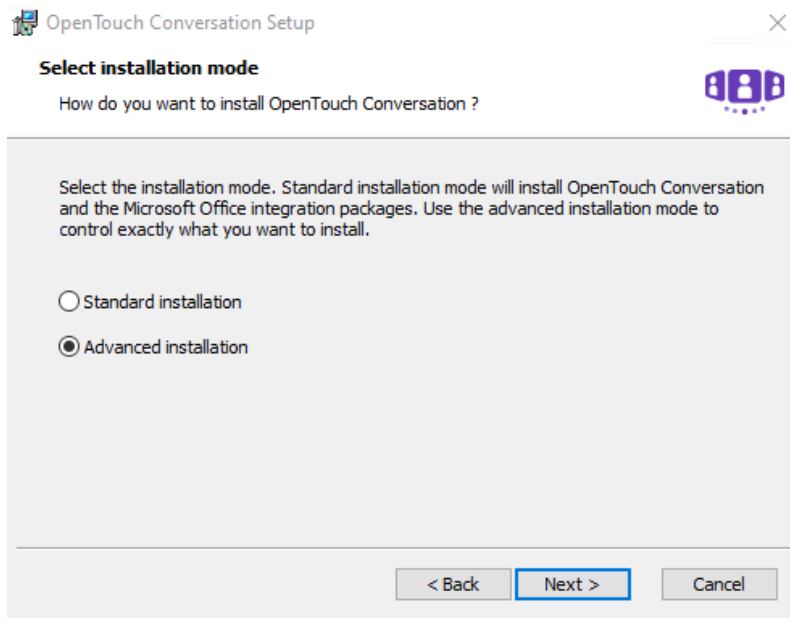 OpenTouch Conversation Setup
Select installation mode
How do you want to install OpenTouch Conversation ?
Select the installation mode. Standard installation mode will install OpenTouch Conversation
and the Microsoft Office integration packages. Use the advanced installation mode to
control exactly what you want to install.
Standard installation
Advanced installation
< Back Next > Cancel